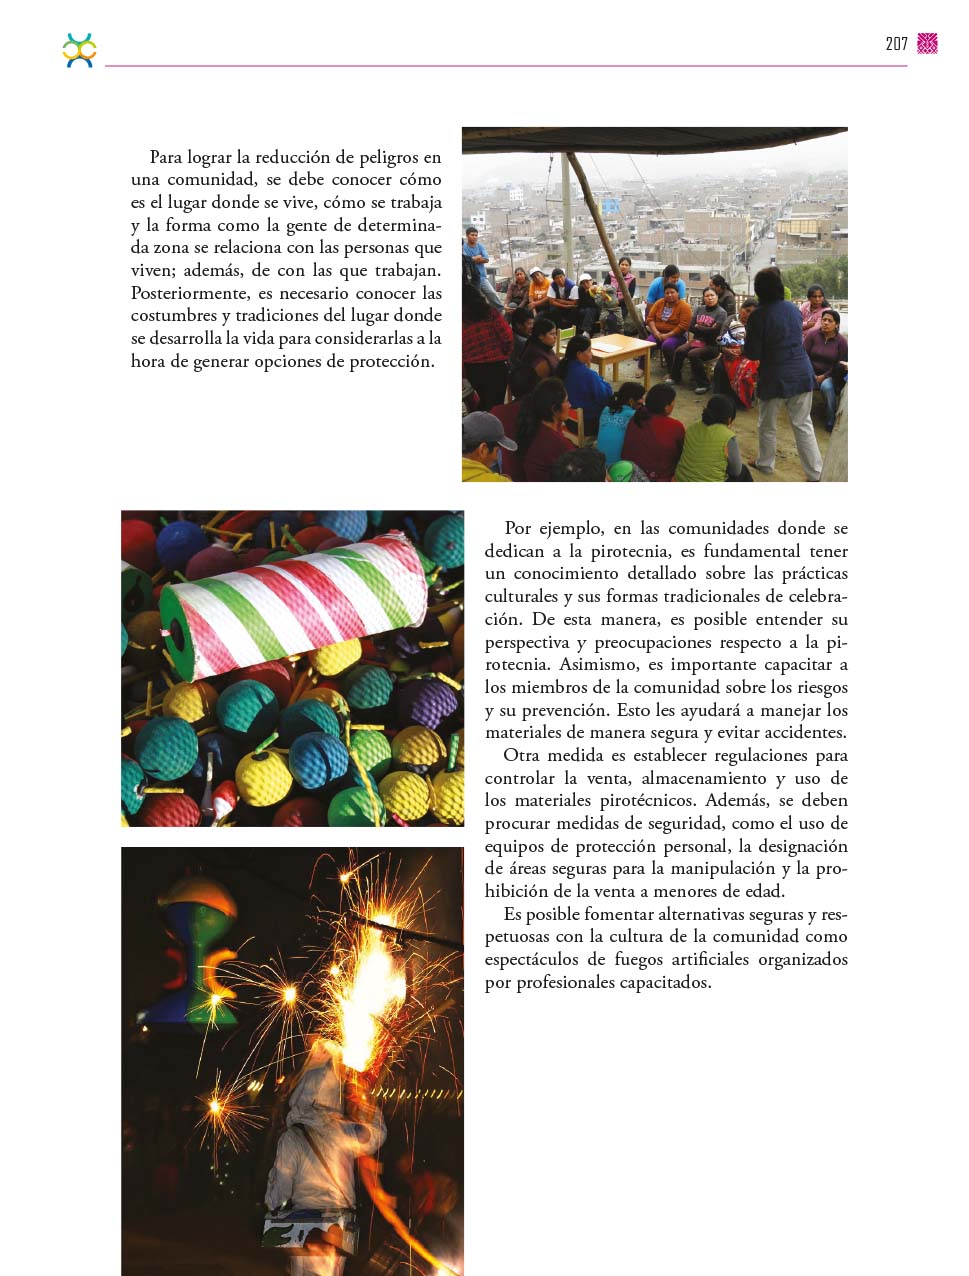 207
Para lograr la reducción de peligros en
una comunidad, se debe conocer cómo
es el lugar donde se vive, cómo se trabaja
y la forma como la gente de determina-
da zona se relaciona con las personas que
viven; además, de con las que trabajan.
Posteriormente, es necesario conocer las
costumbres y tradiciones del lugar donde
se desarrolla la vida para considerarlas a la
hora de generar opciones de protección.
Por ejemplo, en las comunidades donde se
dedican a la pirotecnia, es fundamental tener
un conocimiento detallado sobre las prácticas
culturales y sus formas tradicionales de celebra-
ción. De esta manera, es posible entender su
perspectiva y preocupaciones respecto a la pi-
rotecnia. Asimismo, es importante capacitar a
los miembros de la comunidad sobre los riesgos
y su prevención. Esto les ayudará a manejar los
materiales de manera segura y evitar accidentes.
Otra medida es establecer regulaciones para
controlar la venta, almacenamiento y uso de
los materiales pirotécnicos. Además, se deben
procurar medidas de seguridad, como el uso de
equipos de protección personal, la designación
de áreas seguras para la manipulación y la pro-
hibición de la venta a menores de edad.
Es posible fomentar alternativas seguras y res-
petuosas con la cultura de la comunidad como
espectáculos de fuegos artificiales organizados
por profesionales capacitados.